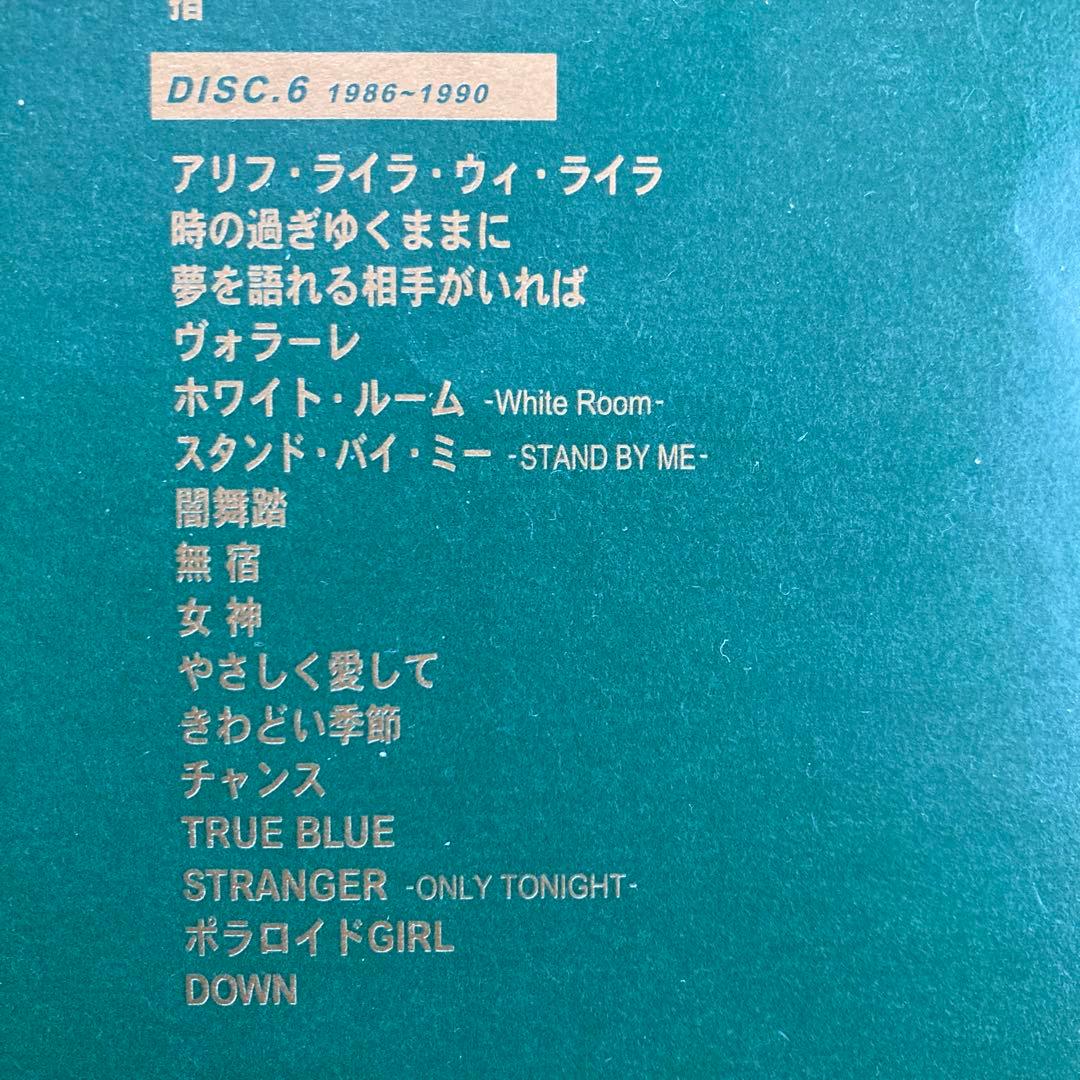 DISC.6 1986~1990
アリフ・ライラ・ウィ・ライラ
時の過ぎゆくままに
夢を語れる相手がいれば
ヴォラーレ
ホワイト・ルーム -White Room-
スタンド・バイ・ミー -STAND BY ME-
闇舞踏
無宿
女神
やさしく愛して
きわどい季節
チャンス
TRUE BLUE
STRANGER -ONLY TONIGHT-
ポラロイドGIRL
DOWN